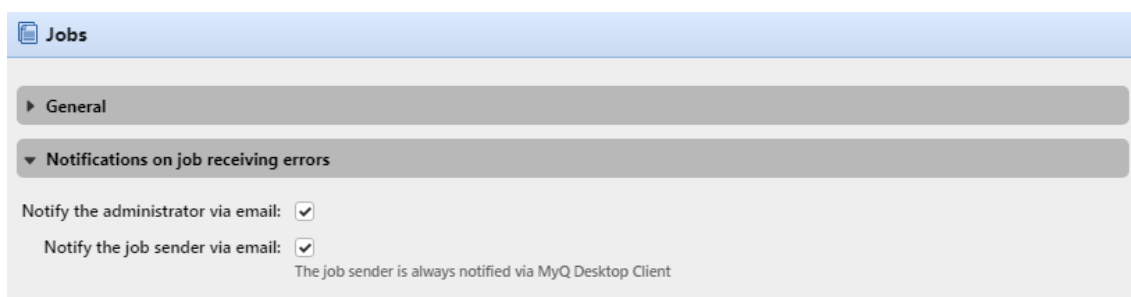 Jobs
General
Notifications on job receiving errors
Notify the administrator via email:
Notify the job sender via email:
The job sender is always notified via MyQ Desktop Client